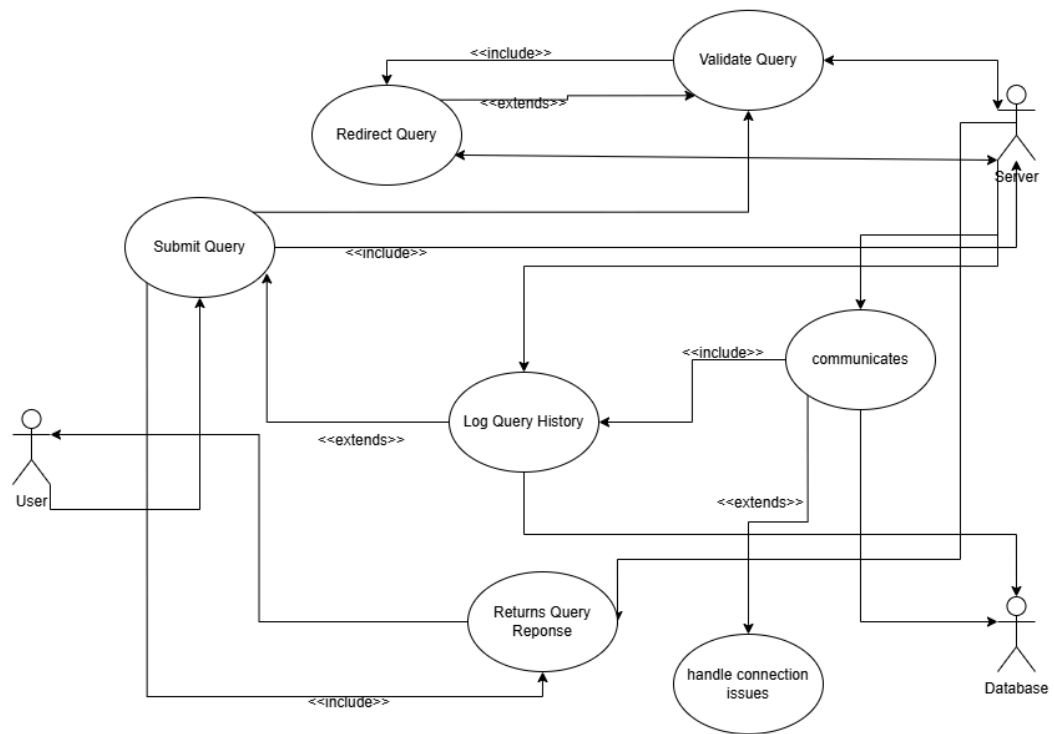 <<include>>
Validate Query
<<extends>>
Redirect Query
Server
Submit Query
<<include>>
<<include>>
communicates
Log Query History
<<extends>>
User
<<extends>>
Returns Query
Reponse
handle connection
issues
Database
<<include>>